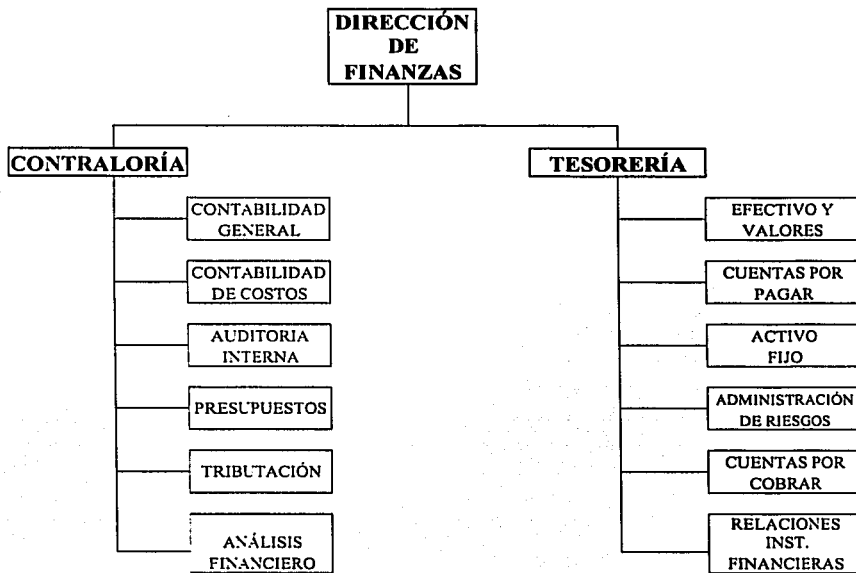 DIRECCIÓN
DE
FINANZAS
CONTRALORÍA
CONTABILIDAD
GENERAL
CONTABILIDAD
DE COSTOS
AUDITORIA
INTERNA
PRESUPUESTOS
TRIBUTACIÓN
ANÁLISIS
FINANCIERO
TESORERÍA
EFECTIVO Y
VALORES
CUENTAS POR
PAGAR
ACTIVO
FIJO
ADMINISTRACIÓN
DE RIESGOS
CUENTAS POR
COBRAR
RELACIONES
INST.
FINANCIERAS